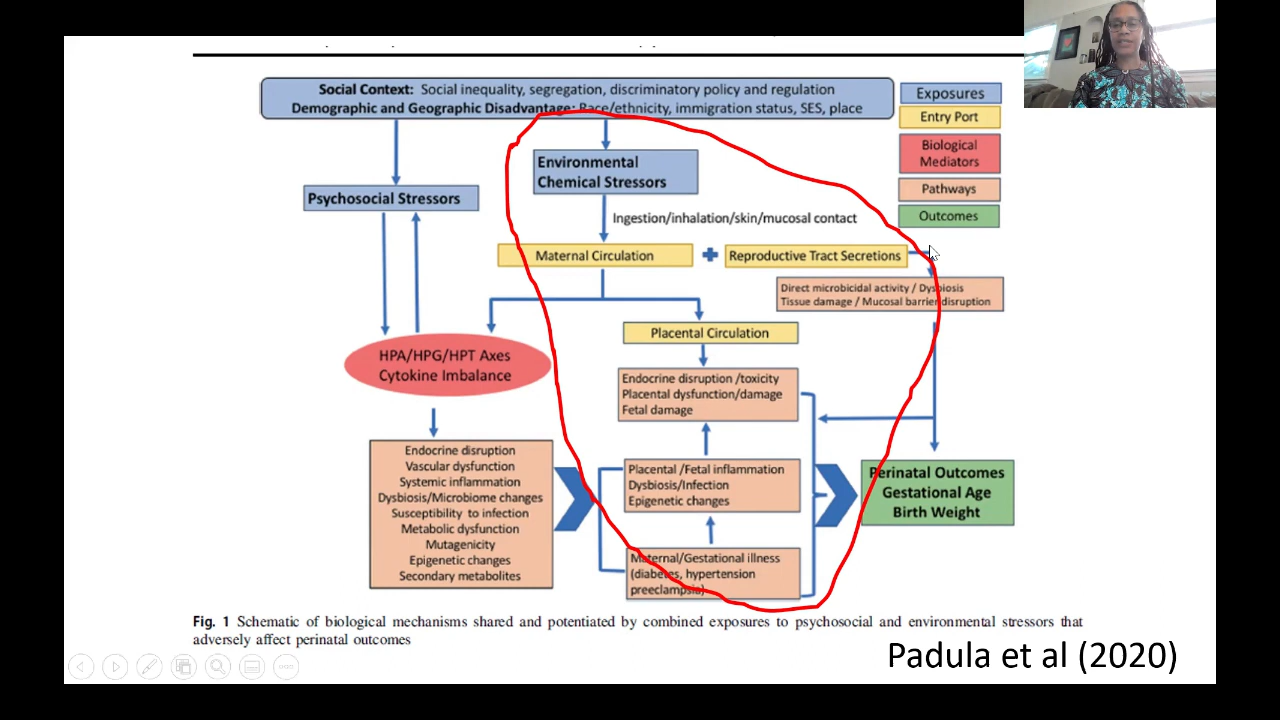 Social Context: Social inequality, segregation, discriminatory policy and regulation
Demographic and Geographic Disadvantage: Race/ethnicity, immigration status, SES, place
Exposures
Entry Port
Biological
Mediators
Pathways
Outcomes
Environmental
Chemical Stressors
Psychosocial Stressors
Ingestion/inhalation/skin/mucosal contact
Maternal Circulation
Reproductive Tract Secretions
Direct microbicidal activity / Dysbiosis
Tissue damage / Mucosal barrier disruption
Placental Circulation
HPA/HPG/HPT Axes
Cytokine Imbalance
Endocrine disruption /toxicity
Placental dysfunction/damage
Fetal damage
Endocrine disruption
Vascular dysfunction
Systemic inflammation
Dysbiosis/Microbiome changes
Susceptibility to infection
Metabolic dysfunction
Mutagenicity
Epigenetic changes
Secondary metabolites
Placental /Fetal inflammation
Dysbiosis/Infection
Epigenetic changes
Maternal/Gestational illness
(diabetes, hypertension
preeclampsia)
Perinatal Outcomes
Gestational Age
Birth Weight
Fig. 1 Schematic of biological mechanisms shared and potentiated by combined exposures to psychosocial and environmental stressors that
adversely affect perinatal outcomes
Padula et al (2020)